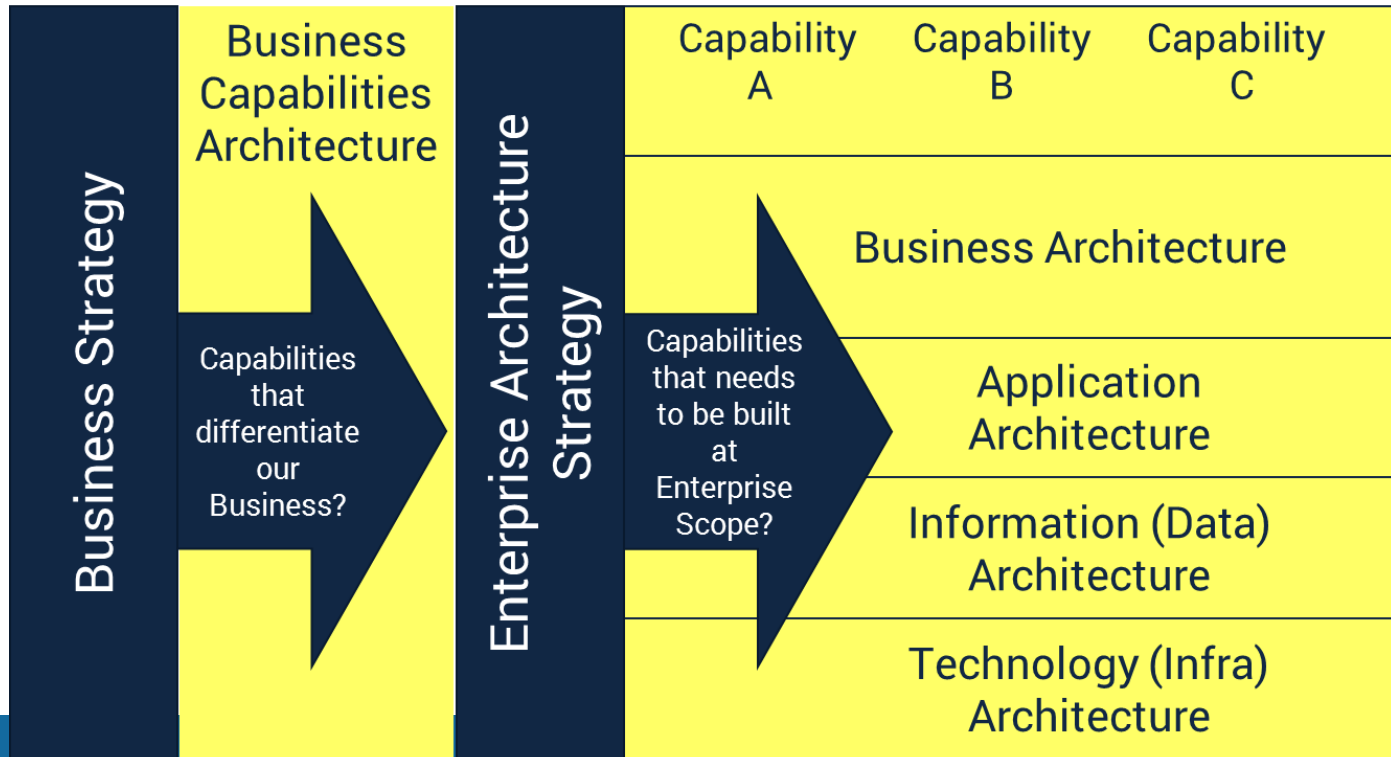 Business Strategy
Business
Capabilities
Architecture
Capabilities
that
differentiate
our
Business?
Enterprise Architecture
Strategy
Capability
A
Capability
B
Capability
C
Capabilities
that needs
to be built
at
Enterprise
Scope?
Business Architecture
Application
Architecture
Information (Data)
Architecture
Technology (Infra)
Architecture